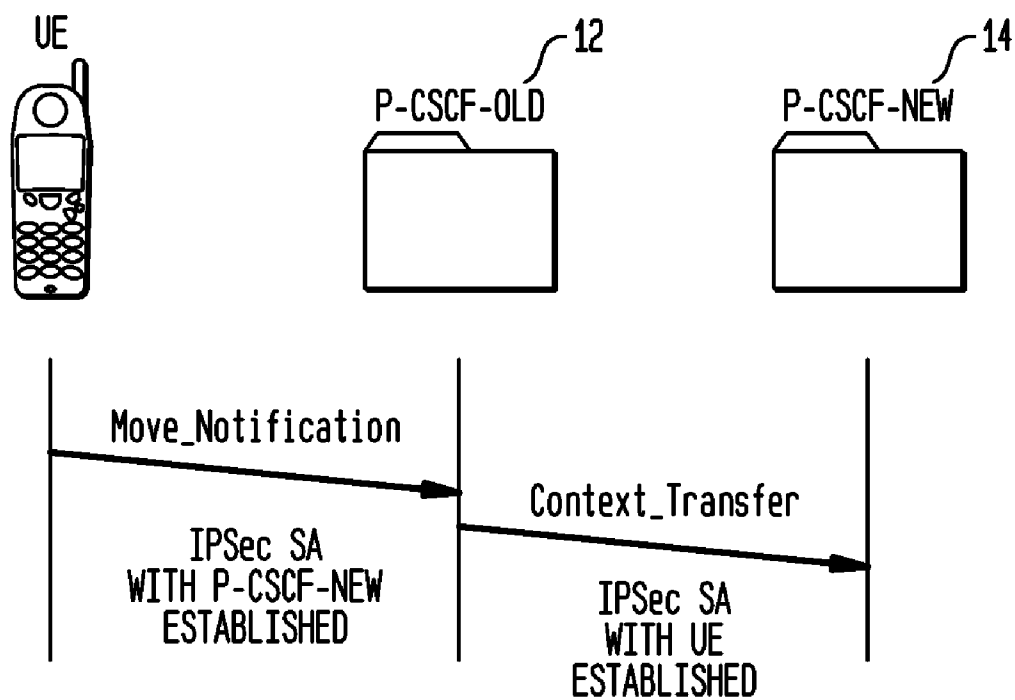 UE
12
14
P-CSCF-OLD
P-CSCF-NEW
Move_Notification
Context_Transfer
IPSec SA
WITH P-CSCF-NEW
ESTABLISHED
IPSec SA
WITH UE
ESTABLISHED